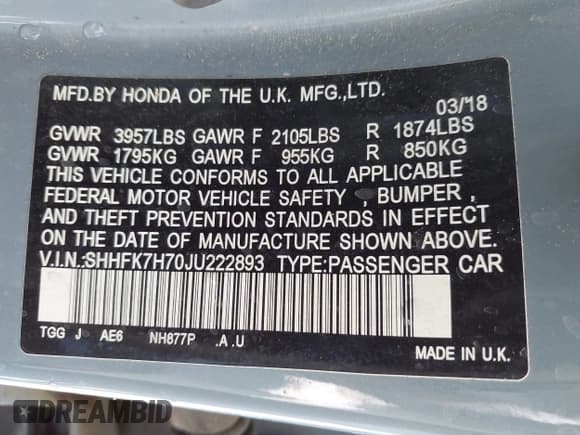 MFD.BY HONDA OF THE U.K. MFG.,LTD.
03/18
GVWR 3957LBS GAWR F 2105LBS R 1874LBS
GVWR 1795KG GAWR F 955KG R 850KG
THIS VEHICLE CONFORMS TO ALL APPLICABLE
FEDERAL MOTOR VEHICLE SAFETY , BUMPER ,
AND THEFT PREVENTION STANDARDS IN EFFECT
ON THE DATE OF MANUFACTURE SHOWN ABOVE.
V.I.N.:SHHFK7H70JU222893 TYPE:PASSENGER CAR
TGG J AE6 NH877P .A .U
MADE IN U.K.
DREAMBID